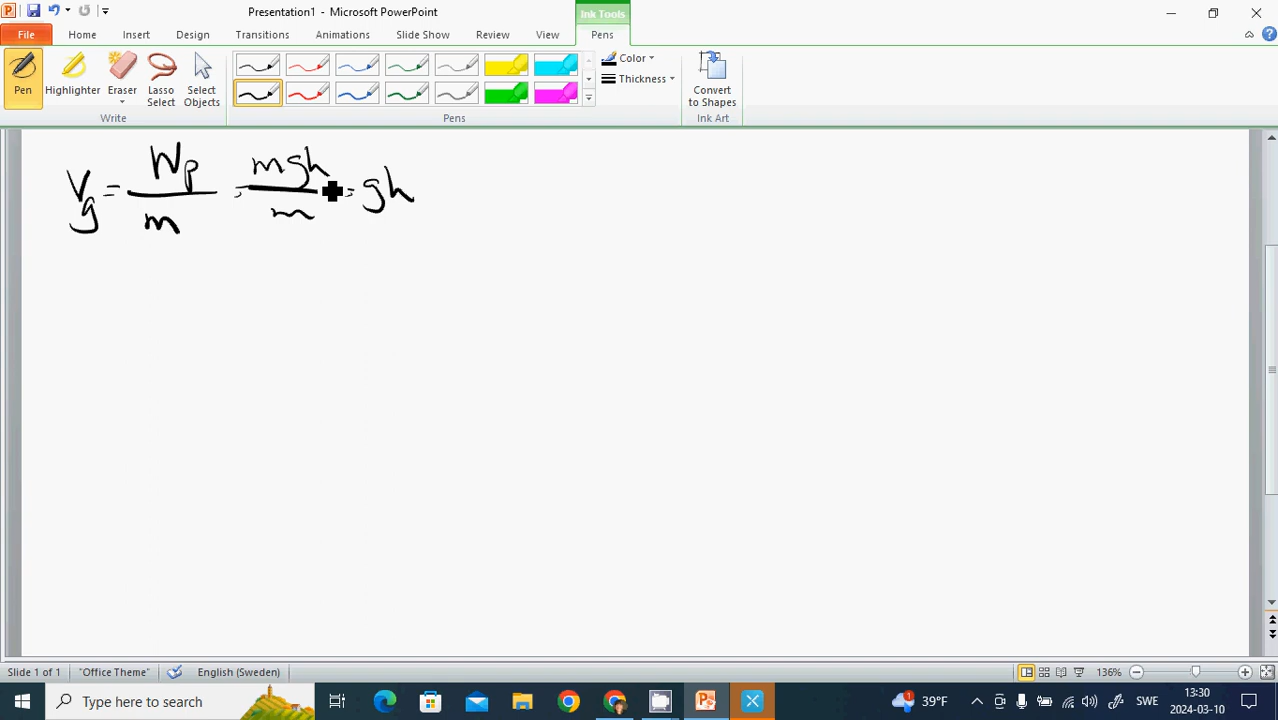 Presentation1 - Microsoft PowerPoint
Ink Tools
File Home Insert Design Transitions Animations Slide Show Review View Pens
Pen Highlighter Eraser Lasso Select Select Objects
Color
Thickness
Convert to Shapes
Write Pens Ink Art
V_g = W_p / m = mgh / m = gh
Slide 1 of 1 "Office Theme" English (Sweden) 136%
Type here to search 1 39°F SWE 13:30
2024-03-10